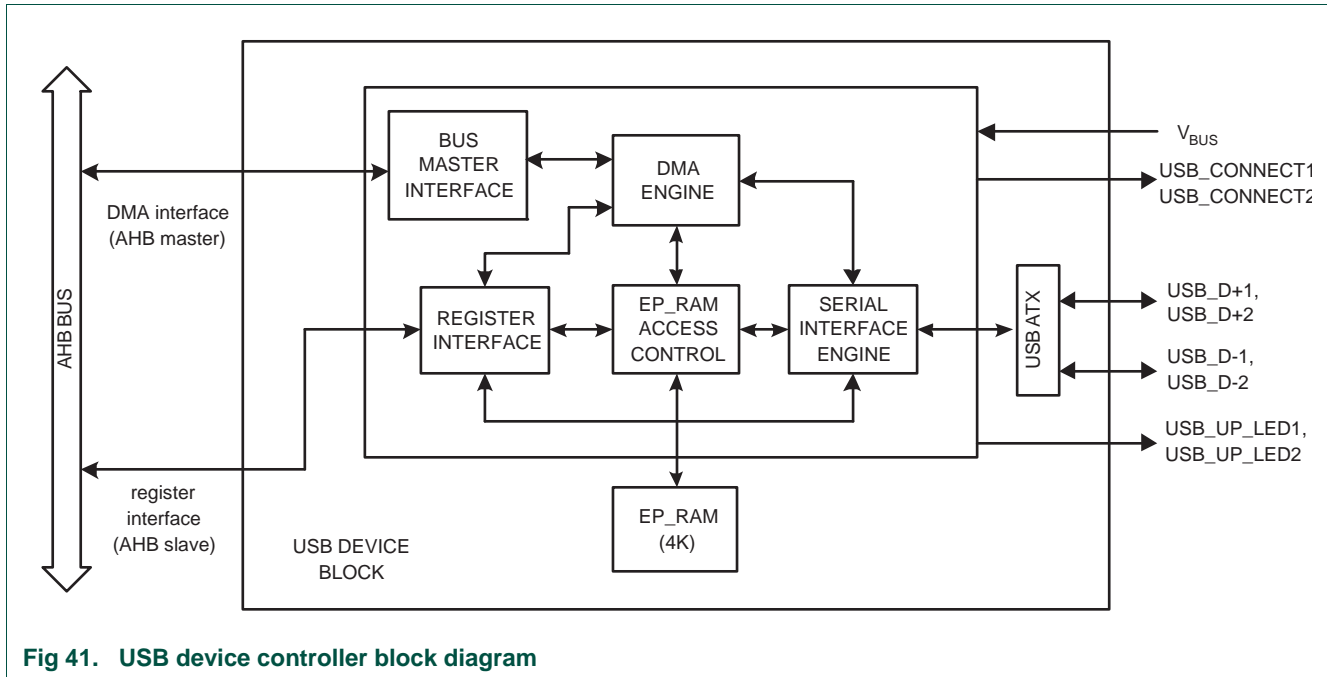 BUS
MASTER
INTERFACE
DMA
ENGINE
V_BUS
USB_CONNECT1
USB_CONNECT2
DMA interface
(AHB master)
AHB BUS
REGISTER
INTERFACE
EP_RAM
ACCESS
CONTROL
SERIAL
INTERFACE
ENGINE
USB ATX
USB_D+1,
USB_D+2
USB_D-1,
USB_D-2
USB_UP_LED1,
USB_UP_LED2
register
interface
(AHB slave)
USB DEVICE
BLOCK
EP_RAM
(4K)
Fig 41. USB device controller block diagram